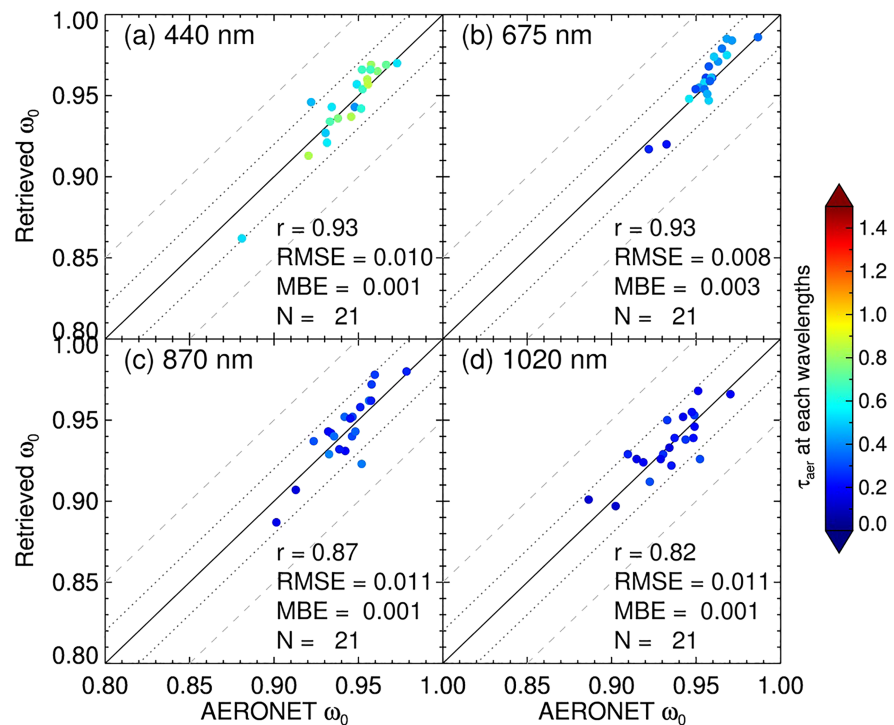 (a) 440 nm
(b) 675 nm
1.00
0.95
0.90
0.85
0.80
Retrieved ω₀
r = 0.93
RMSE = 0.010
MBE = 0.001
N = 21
r = 0.93
RMSE = 0.008
MBE = 0.003
N = 21
(c) 870 nm
(d) 1020 nm
1.00
0.95
0.90
0.85
0.80
Retrieved ω₀
r = 0.87
RMSE = 0.011
MBE = 0.001
N = 21
r = 0.82
RMSE = 0.011
MBE = 0.001
N = 21
0.80 0.85 0.90 0.95 1.00 0.85 0.90 0.95 1.00
AERONET ω₀
AERONET ω₀
τaer at each wavelengths
1.4
1.2
1.0
0.8
0.6
0.4
0.2
0.0